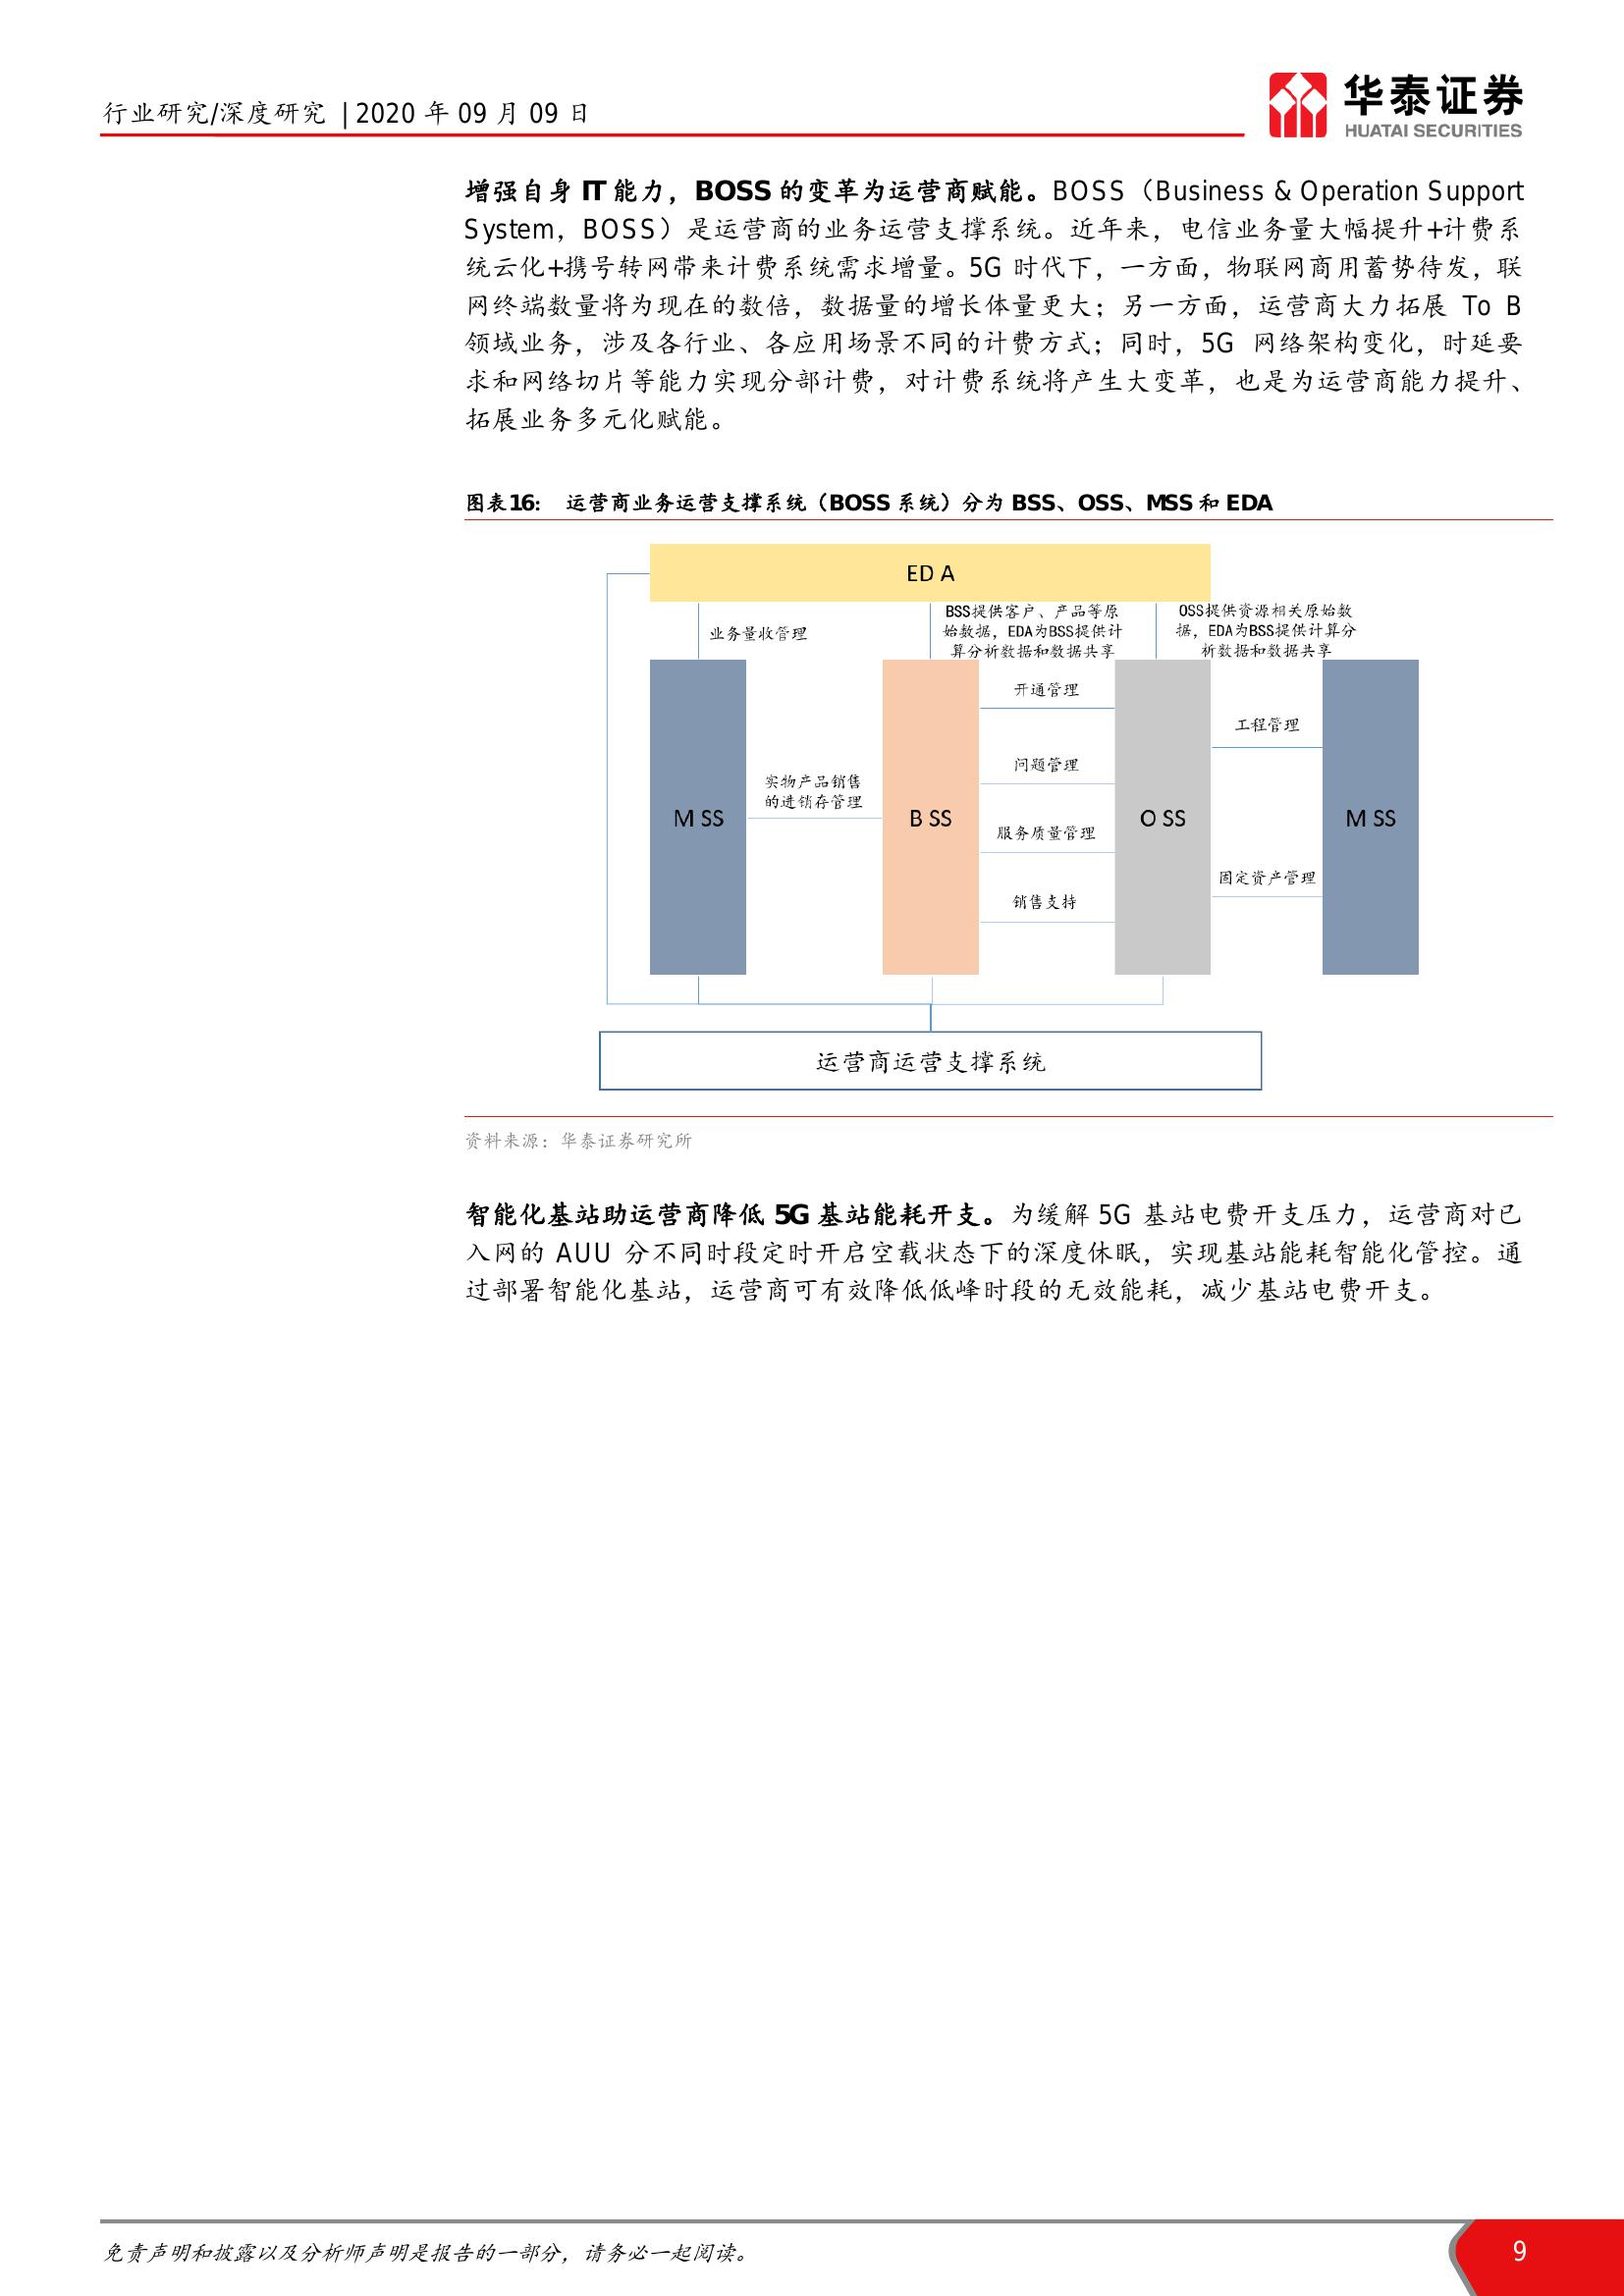 行业研究/深度研究 | 2020 年 09 月 09 日
华泰证券
HUATAI SECURITIES
增强自身 IT 能力，BOSS 的变革为运营商赋能。BOSS（Business & Operation Support
System，BOSS）是运营商的业务运营支撑系统。近年来，电信业务量大幅提升+计费系
统云化+携号转网带来计费系统需求增量。5G 时代下，一方面，物联网商用蓄势待发，联
网终端数量将为现在的数倍，数据量的增长体量更大；另一方面，运营商大力拓展 To B
领域业务，涉及各行业、各应用场景不同的计费方式；同时，5G 网络架构变化，时延要
求和网络切片等能力实现分部计费，对计费系统将产生大变革，也是为运营商能力提升、
拓展业务多元化赋能。
图表16： 运营商业务运营支撑系统（BOSS 系统）分为 BSS、OSS、MSS 和 EDA
EDA
业务量收管理
BSS提供客户、产品等原
始数据，EDA为BSS提供计
算分析数据和数据共享
OSS提供资源相关原始数
据，EDA为BSS提供计算分
析数据和数据共享
开通管理
工程管理
问题管理
实物产品销售
的进销存管理
MSS
BSS
OSS
MSS
服务质量管理
固定资产管理
销售支持
运营商运营支撑系统
资料来源：华泰证券研究所
智能化基站助运营商降低 5G 基站能耗开支。为缓解 5G 基站电费开支压力，运营商对已
入网的 AUU 分不同时段定时开启空载状态下的深度休眠，实现基站能耗智能化管控。通
过部署智能化基站，运营商可有效降低低峰时段的无效能耗，减少基站电费开支。
免责声明和披露以及分析师声明是报告的一部分，请务必一起阅读。
9